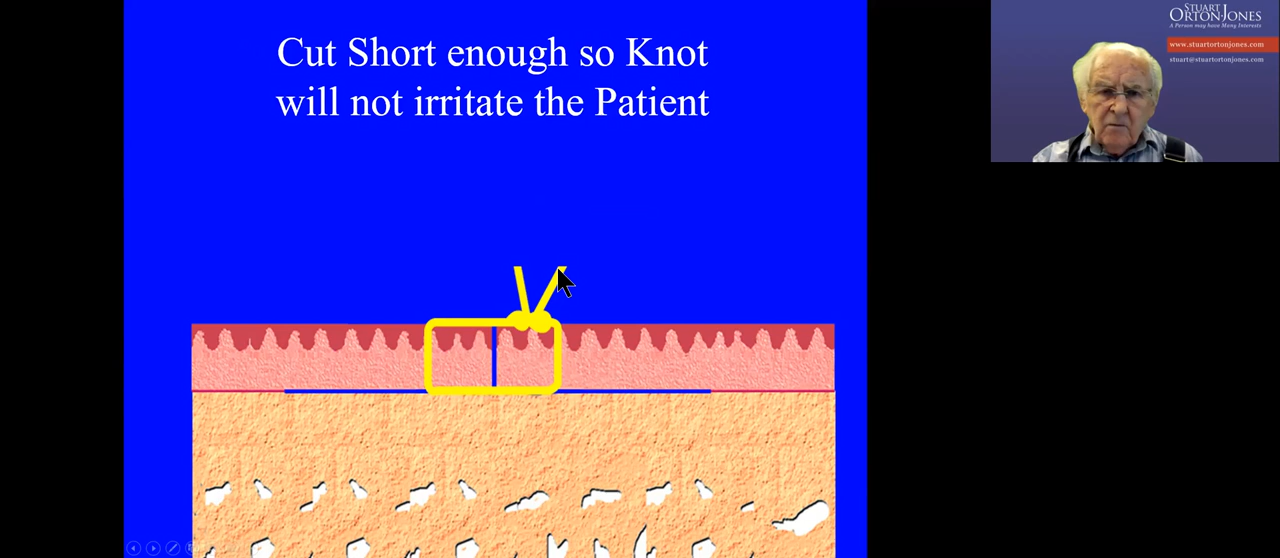 Cut Short enough so Knot
will not irritate the Patient
STUART
ORTON-JONES
A Person may have Many Interests
www.stuartortonjones.com
stuart@stuartortonjones.com